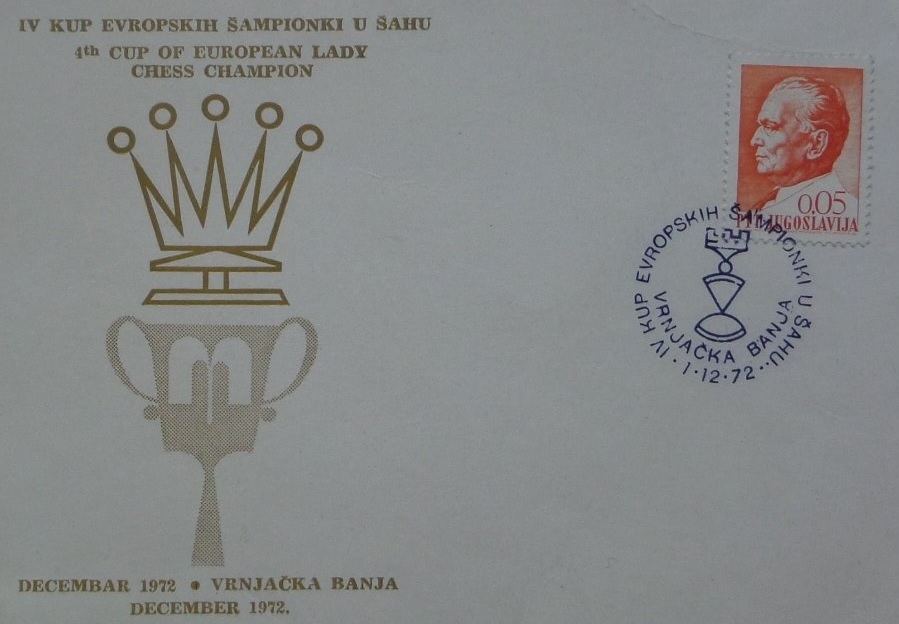 IV KUP EVROPSKIH ŠAMPIONKI U ŠAHU
4th CUP OF EUROPEAN LADY
CHESS CHAMPION
0.05
PTT JUGOSLAVIJA
IV KUP EVROPSKIH ŠAMPIONKI U ŠAHU
VRNJAČKA BANJA
1·12·72
DECEMBAR 1972 • VRNJAČKA BANJA
DECEMBER 1972.